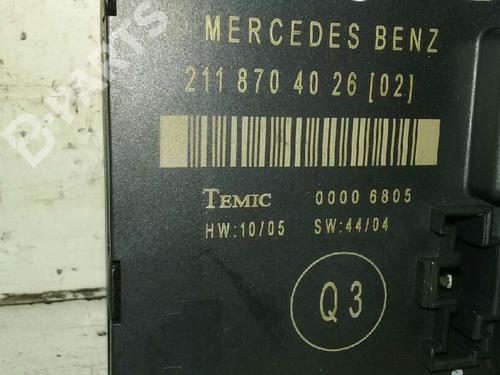 MERCEDES BENZ
211 870 40 26 [02]
TEMIC 0000 6805
HW:10/05 SW:44/04
Q3
B-PARTS